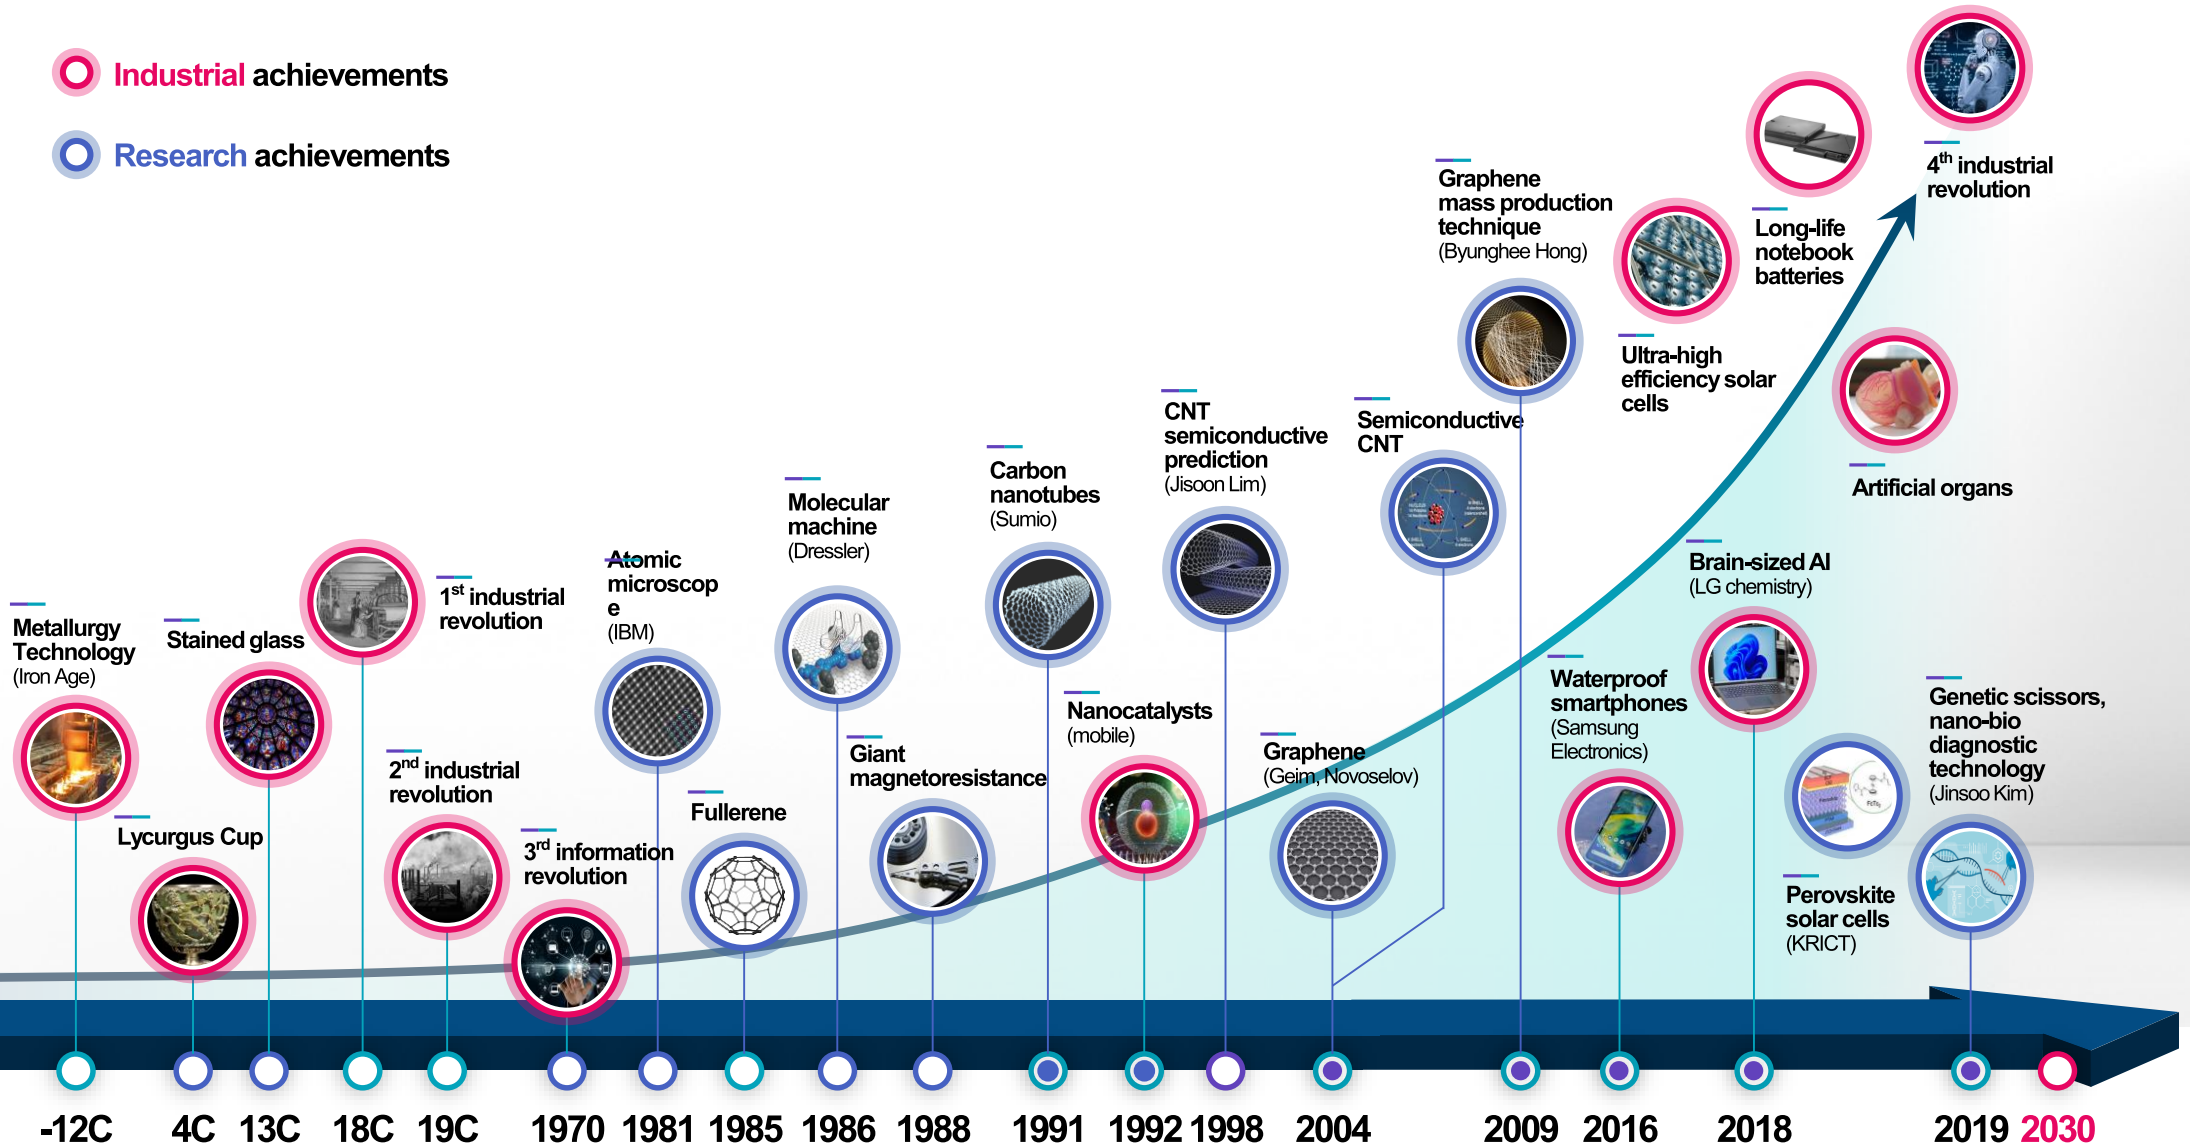 Industrial achievements
Research achievements
Metallurgy
Technology
(Iron Age)
Lycurgus Cup
Stained glass
1st industrial
revolution
2nd industrial
revolution
3rd information
revolution
Atomic
microscop
e
(IBM)
Fullerene
Molecular
machine
(Dressler)
Giant
magnetoresistance
Carbon
nanotubes
(Sumio)
Nanocatalysts
(mobile)
CNT
semiconductive
prediction
(Jisoon Lim)
Graphene
(Geim, Novoselov)
Semiconductive
CNT
Graphene
mass production
technique
(Byunghee Hong)
Waterproof
smartphones
(Samsung
Electronics)
Ultra-high
efficiency solar
cells
Brain-sized AI
(LG chemistry)
Long-life
notebook
batteries
Perovskite
solar cells
(KRICT)
Artificial organs
Genetic scissors,
nano-bio
diagnostic
technology
(Jinsoo Kim)
4th industrial
revolution
-12C
4C
13C
18C
19C
1970
1981
1985
1986
1988
1991
1992
1998
2004
2009
2016
2018
2019
2030